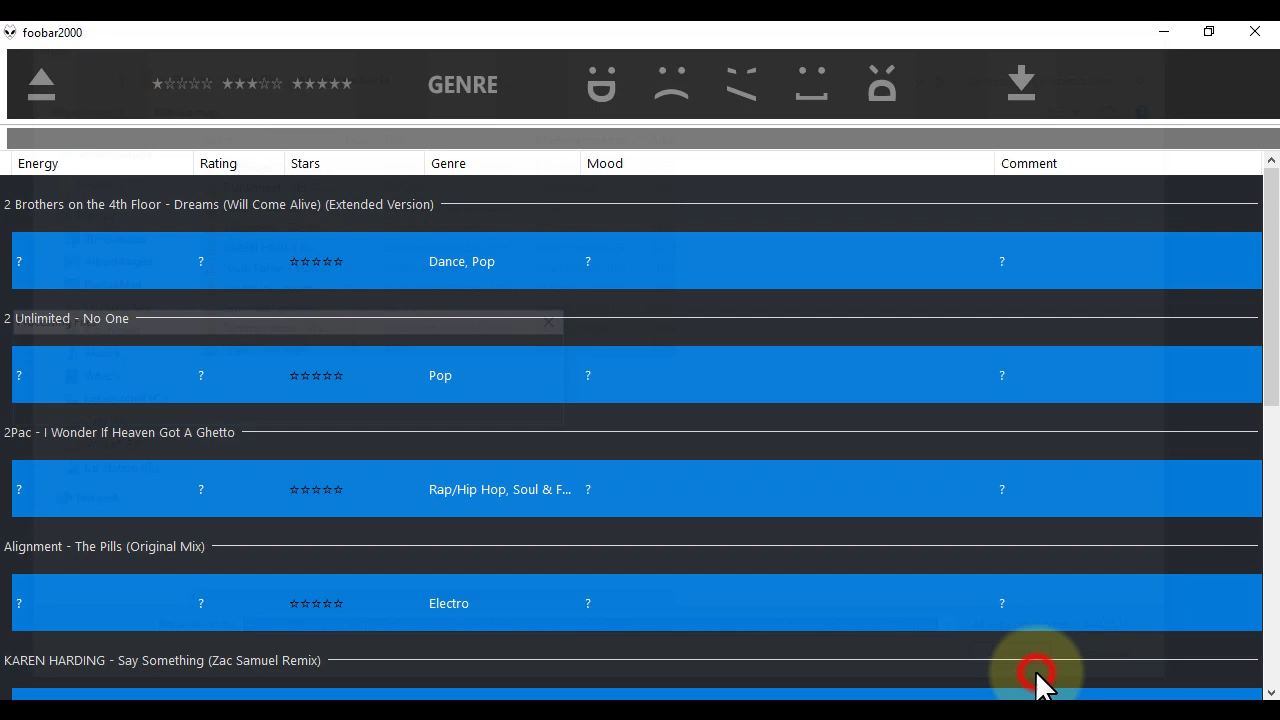 foobar2000
★☆☆☆☆ ★★★☆☆ ★★★★★ GENRE
Energy Rating Stars Genre Mood Comment
2 Brothers on the 4th Floor - Dreams (Will Come Alive) (Extended Version)
? ? ☆☆☆☆☆ Dance, Pop ? ?
2 Unlimited - No One
? ? ☆☆☆☆☆ Pop ? ?
2Pac - I Wonder If Heaven Got A Ghetto
? ? ☆☆☆☆☆ Rap/Hip Hop, Soul & F... ? ?
Alignment - The Pills (Original Mix)
? ? ☆☆☆☆☆ Electro ? ?
KAREN HARDING - Say Something (Zac Samuel Remix)